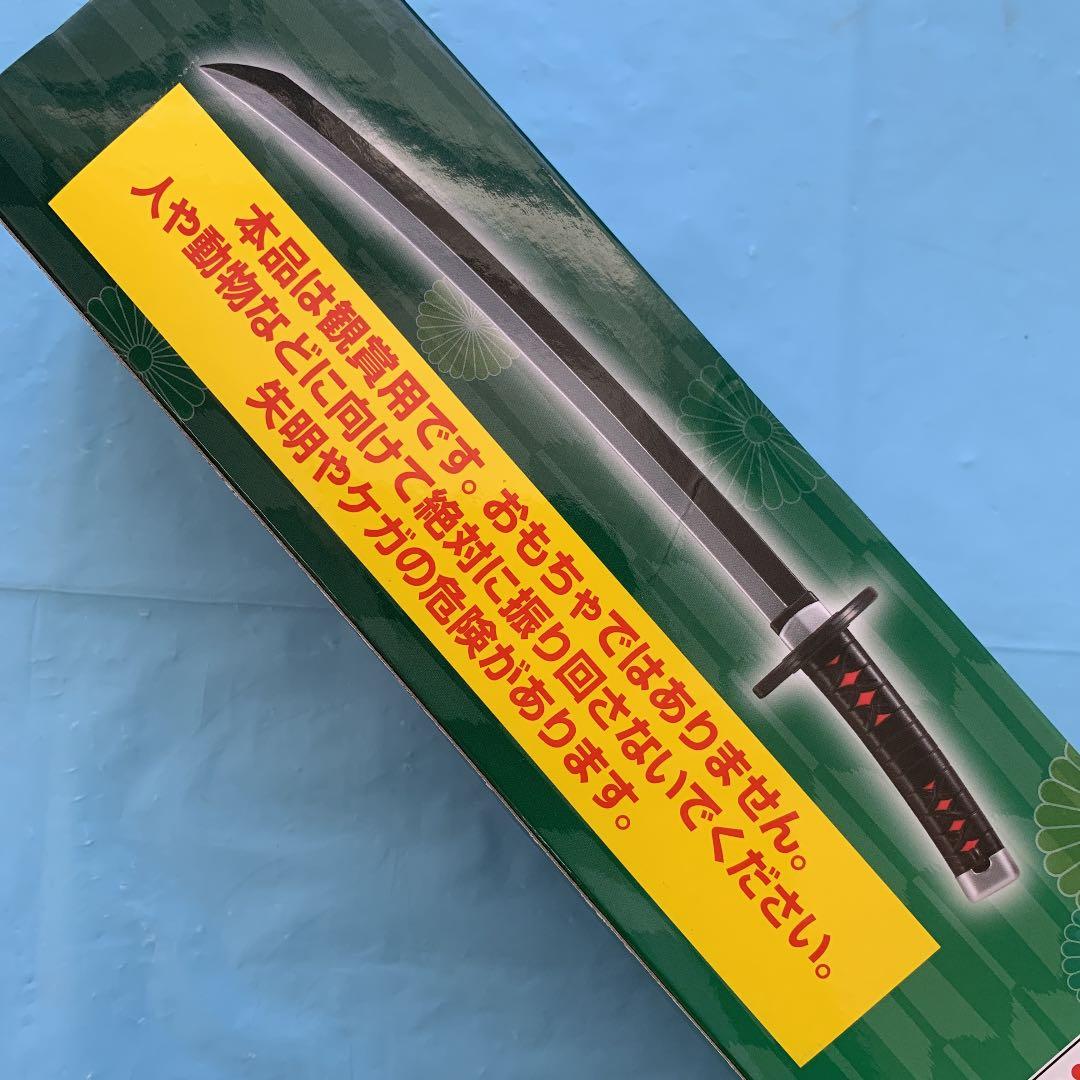 本品は観賞用です。おもちゃではありません。
人や動物などに向けて絶対に振り回さないでください。
失明やケガの危険があります。